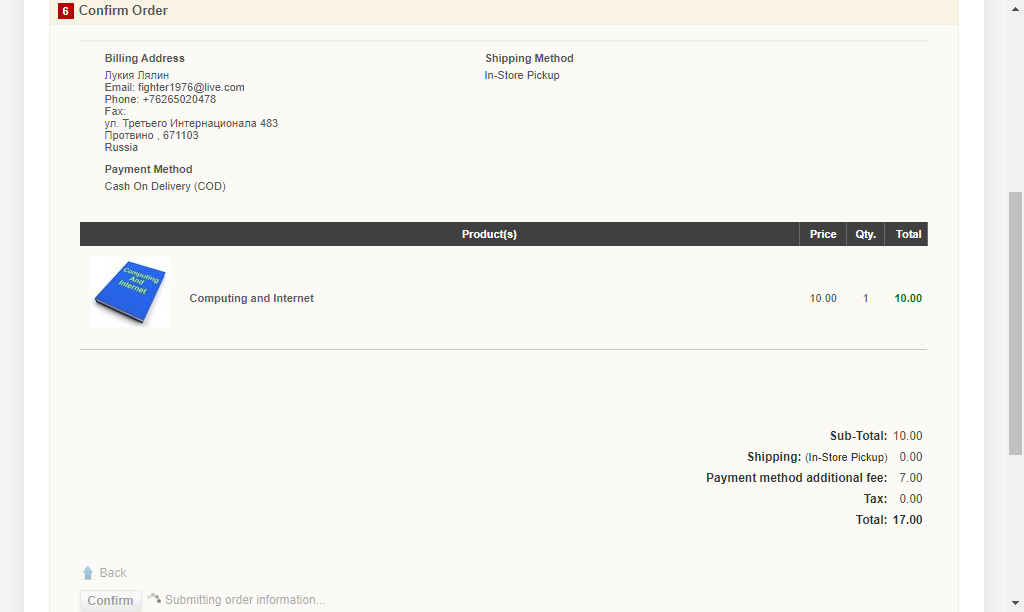 6 Confirm Order
Billing Address
Лукия Лялин
Email: fighter1976@live.com
Phone: +76265020478
Fax:
ул. Третьего Интернационала 483
Протвино , 671103
Russia
Payment Method
Cash On Delivery (COD)
Shipping Method
In-Store Pickup
Product(s) Price Qty. Total
Computing
And
Internet
Computing and Internet 10.00 1 10.00
Sub-Total: 10.00
Shipping: (In-Store Pickup) 0.00
Payment method additional fee: 7.00
Tax: 0.00
Total: 17.00
Back
Confirm Submitting order information...